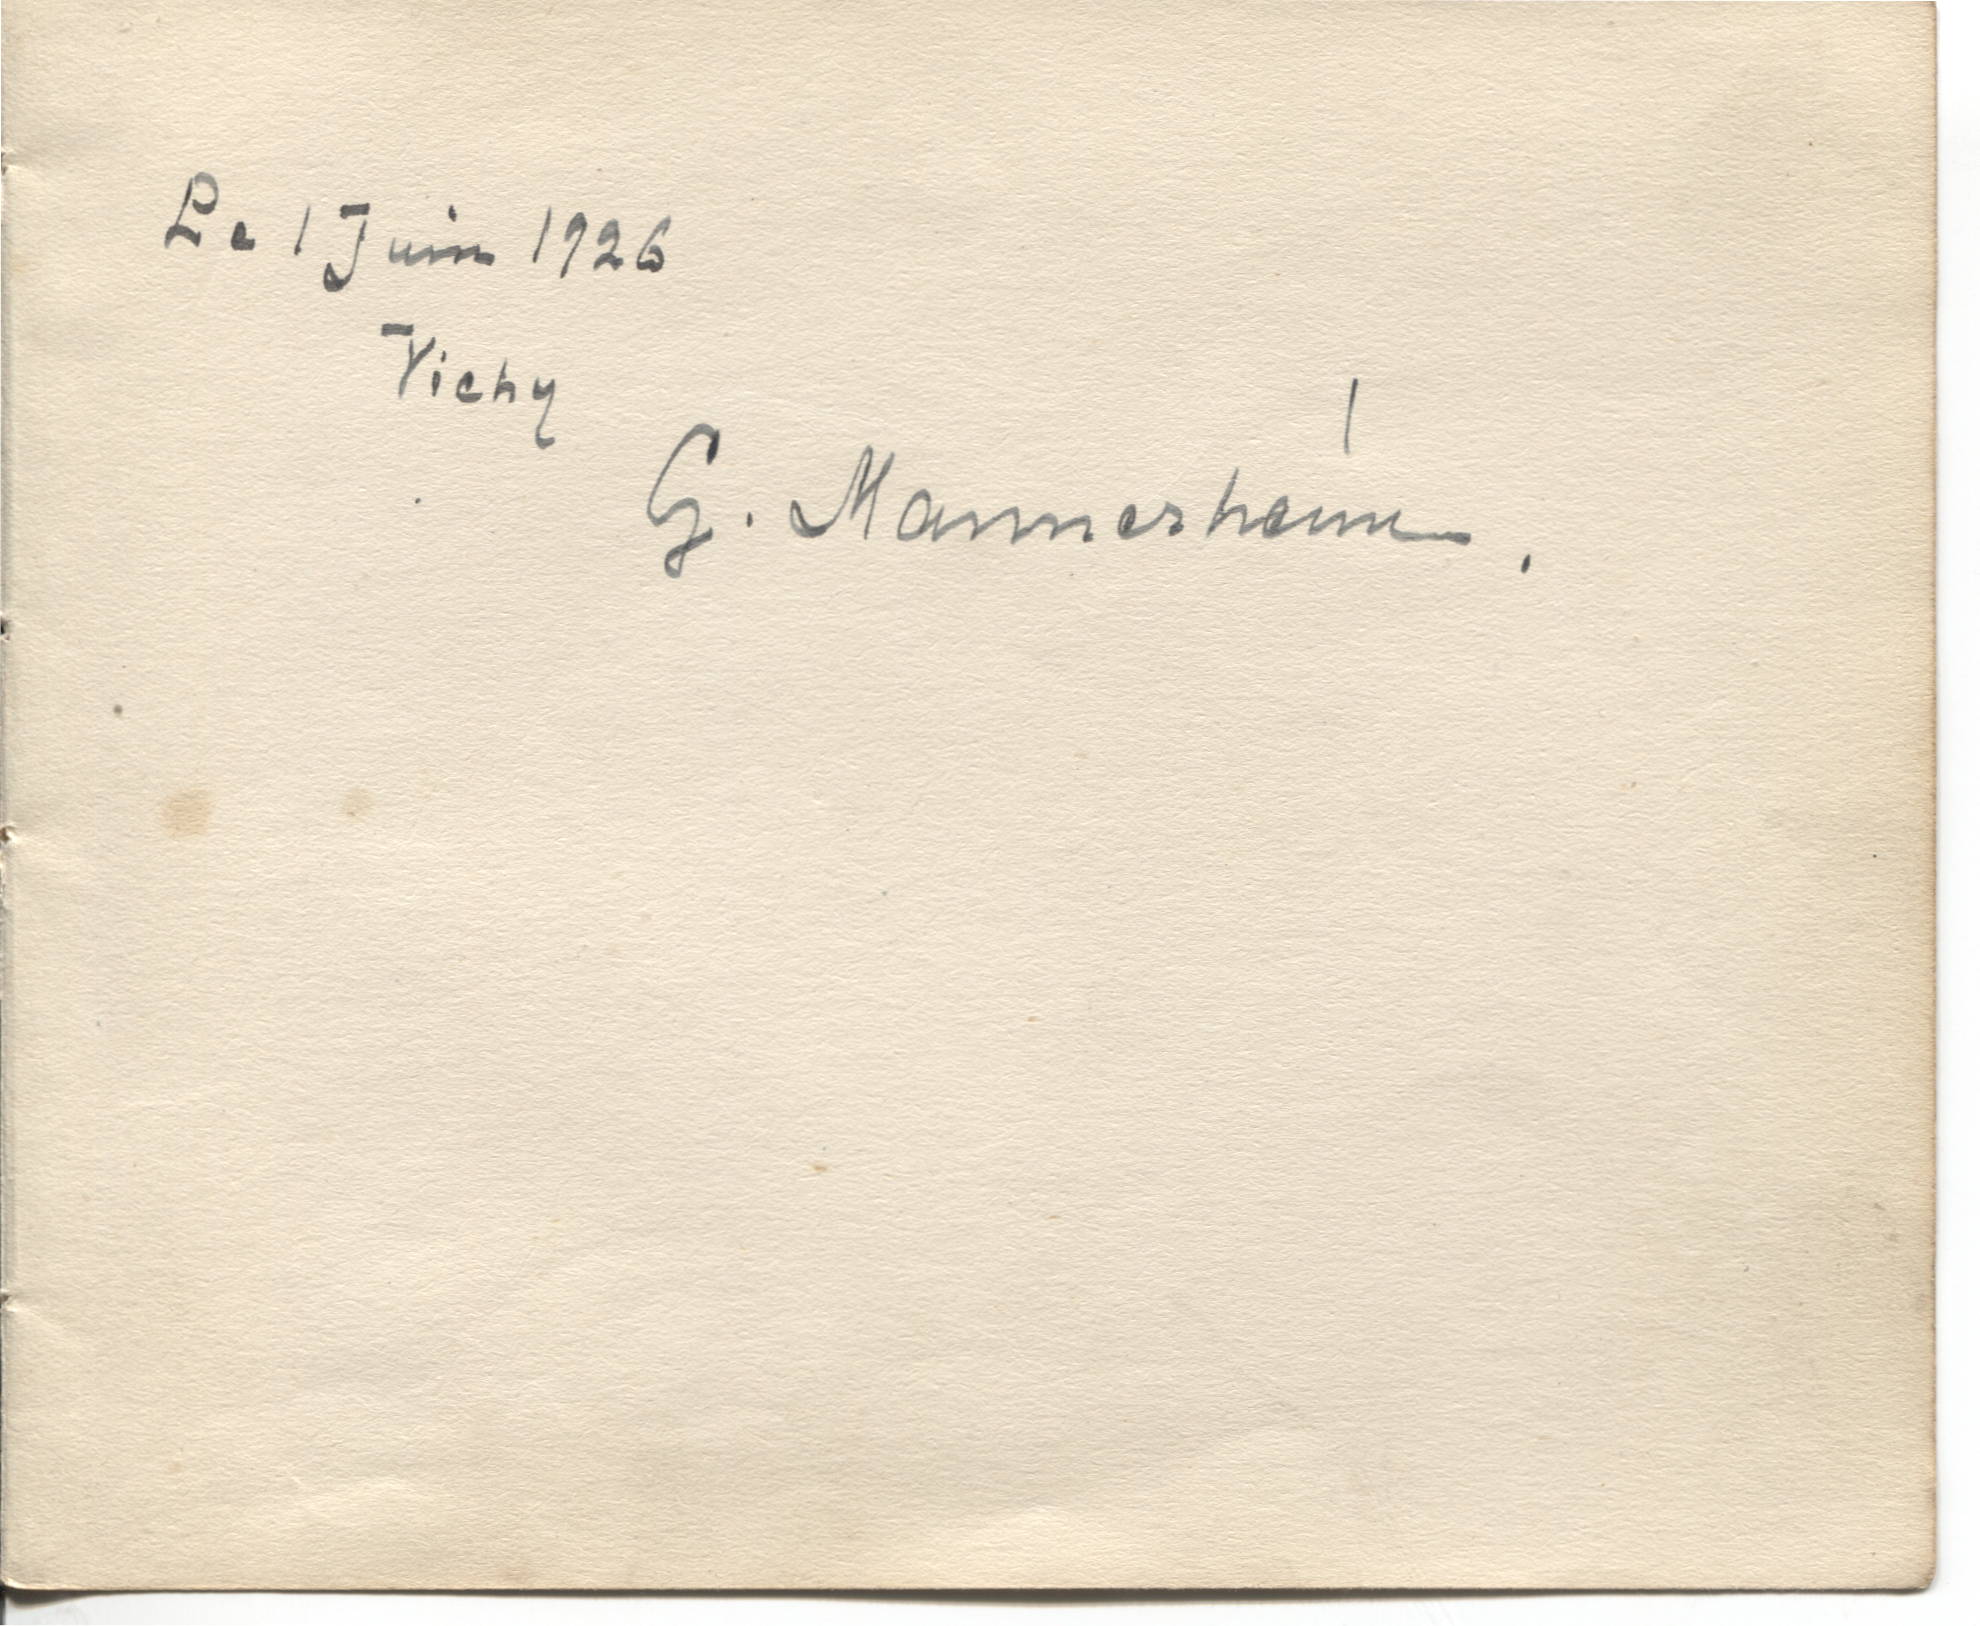 Le 1 Juin 1926
Vichy
G. Mannerheim.